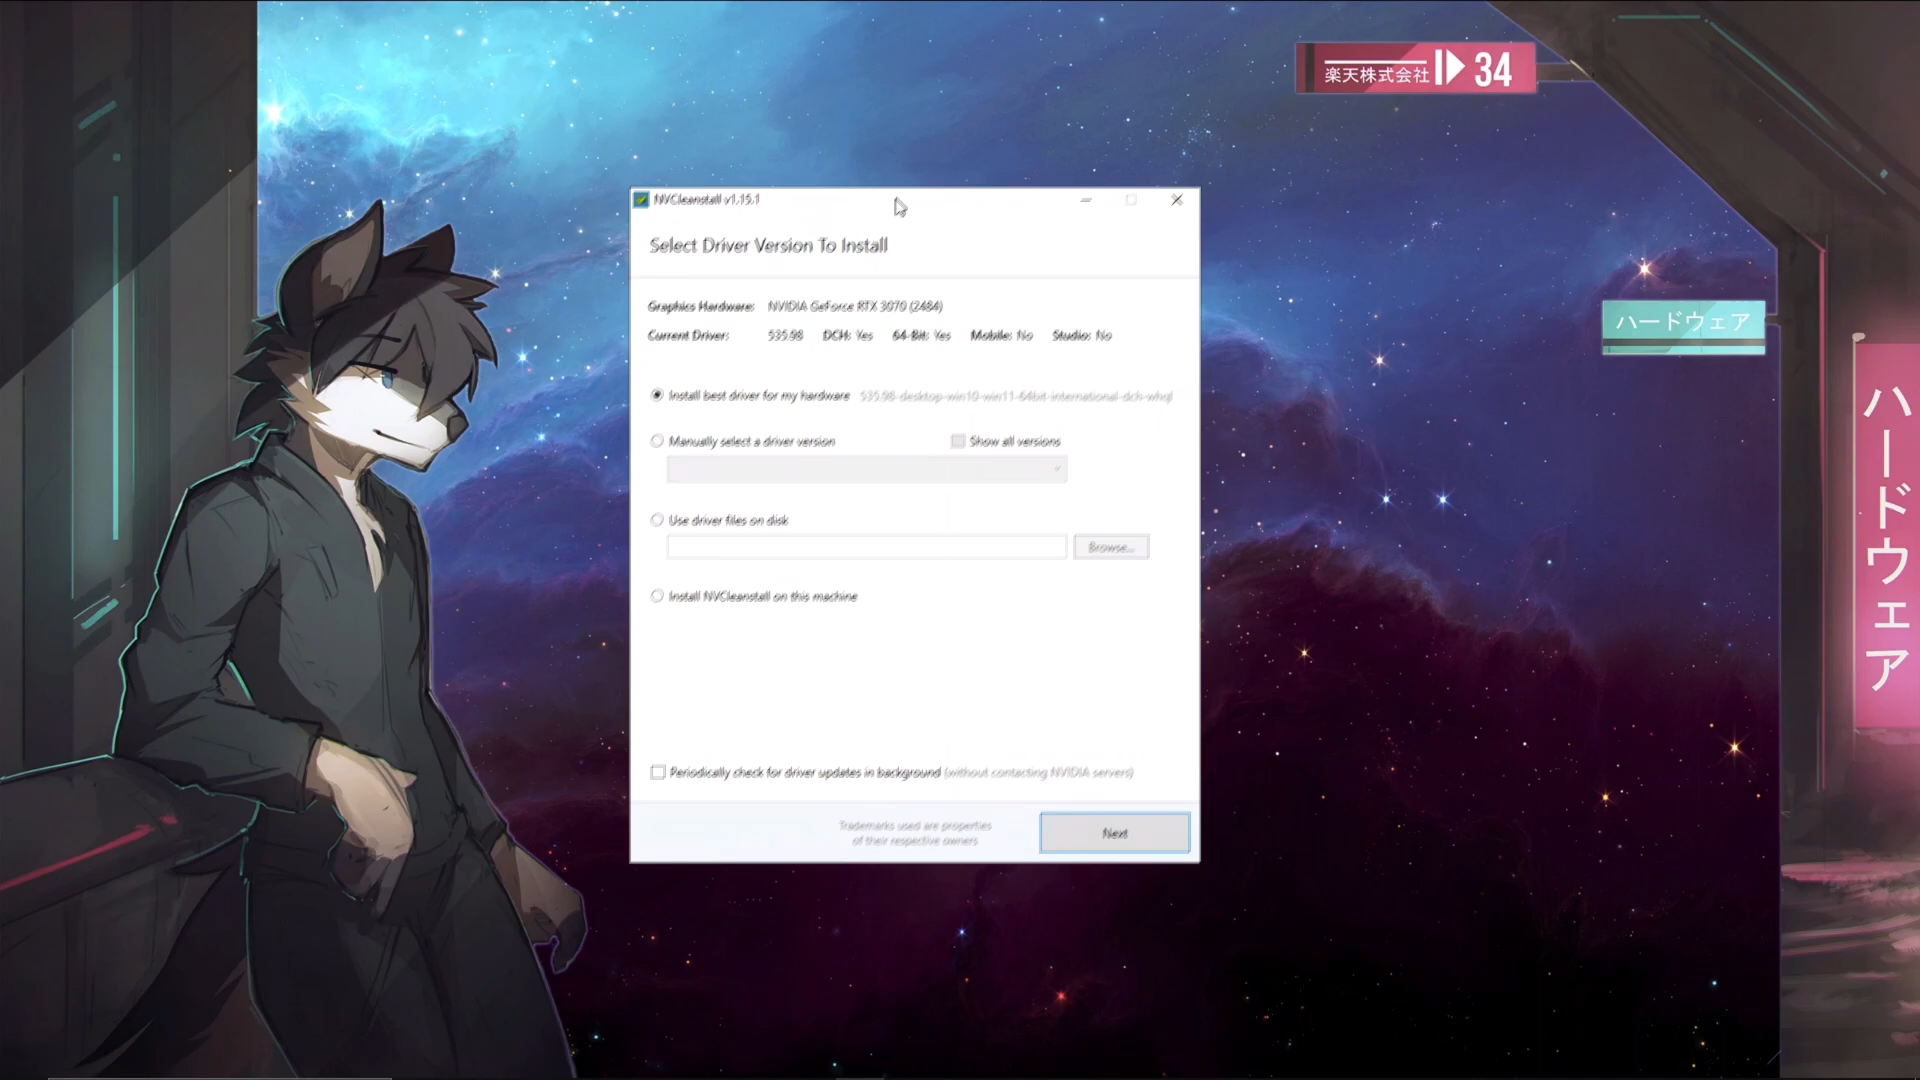 楽天株式会社 34
NVCleanstall v1.15.1
Select Driver Version To Install
Graphics Hardware: NVIDIA GeForce RTX 3070 (2484)
Current Driver: 535.98 DCH: Yes 64-Bit: Yes Mobile: No Studio: No
ハードウェア
Install best driver for my hardware 535.98-desktop-win10-win11-64bit-international-dch-whql
Manually select a driver version Show all versions
Use driver files on disk
Browse...
Install NVCleanstall on this machine
Periodically check for driver updates in background (without contacting NVIDIA servers)
Trademarks used are properties
of their respective owners
Next
ハードウェア